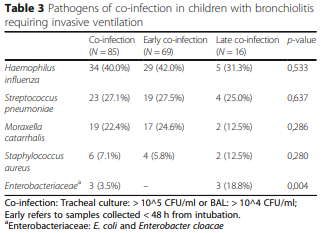 Table 3 Pathogens of co-infection in children with bronchiolitis
requiring invasive ventilation
Co-infection Early co-infection Late co-infection p-value
(N = 85) (N = 69) (N = 16)
Haemophilus 34 (40.0%) 29 (42.0%) 5 (31.3%) 0,533
influenza
Streptococcus 23 (27.1%) 19 (27.5%) 4 (25.0%) 0,637
pneumoniae
Moraxella 19 (22.4%) 17 (24.6%) 2 (12.5%) 0,286
catarrhalis
Staphylococcus 6 (7.1%) 4 (5.8%) 2 (12.5%) 0,280
aureus
Enterobacteriaceaeᵃ 3 (3.5%) – 3 (18.8%) 0,004
Co-infection: Tracheal culture: > 10^5 CFU/ml or BAL: > 10^4 CFU/ml;
Early refers to samples collected < 48 h from intubation.
ᵃEnterobacteriaceae: E. coli and Enterobacter cloacae